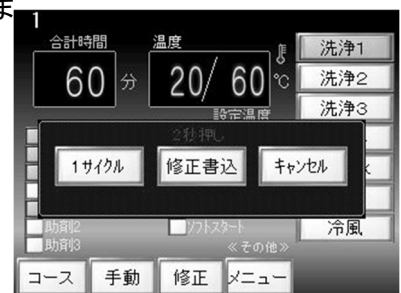 ま
1
合計時間 温度
60 分 20/ 60 ℃
設定温度
洗浄1
洗浄2
洗浄3
2秒押し
1サイクル 修正書込 キャンセル
助剤2 ソフトスタート
助剤3 ≪その他≫
冷風
コース 手動 修正 メニュー